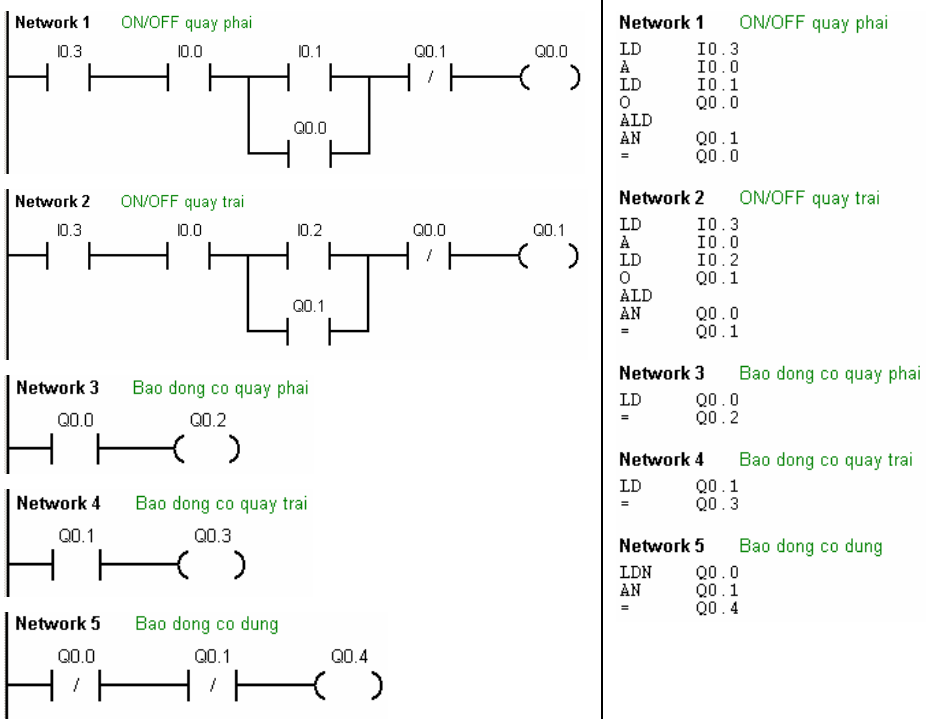 Network 1 ON/OFF quay phai
I0.3 I0.0 I0.1 Q0.1 Q0.0
/
Q0.0
Network 2 ON/OFF quay trai
I0.3 I0.0 I0.2 Q0.0 Q0.1
/
Q0.1
Network 3 Bao dong co quay phai
Q0.0 Q0.2
Network 4 Bao dong co quay trai
Q0.1 Q0.3
Network 5 Bao dong co dung
Q0.0 Q0.1 Q0.4
/ /
Network 1 ON/OFF quay phai
LD I0.3
A I0.0
LD I0.1
O Q0.0
ALD
AN Q0.1
= Q0.0
Network 2 ON/OFF quay trai
LD I0.3
A I0.0
LD I0.2
O Q0.1
ALD
AN Q0.0
= Q0.1
Network 3 Bao dong co quay phai
LD Q0.0
= Q0.2
Network 4 Bao dong co quay trai
LD Q0.1
= Q0.3
Network 5 Bao dong co dung
LDN Q0.0
AN Q0.1
= Q0.4